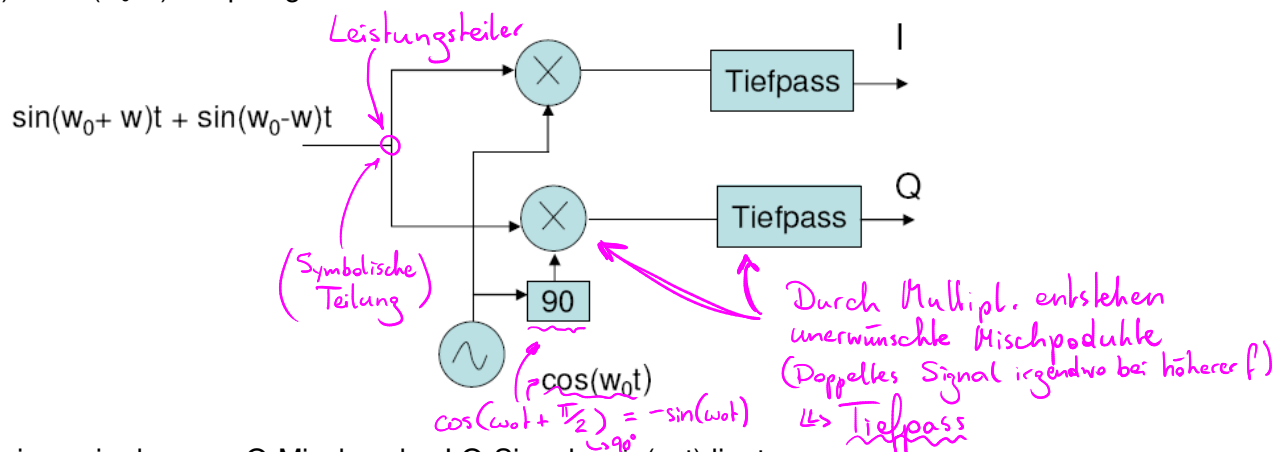 Leistungsteiler
I
Tiefpass
sin(w₀+ w)t + sin(w₀-w)t
Q
Tiefpass
(Symbolische
Teilung)
90
Durch Multipl. entstehen
unerwünschte Mischpodukte
(Doppeltes Signal irgendwo bei höherer f)
↳ Tiefpass
cos(w₀t)
cos(w₀t + π/2) = -sin(w₀t)
↳90°